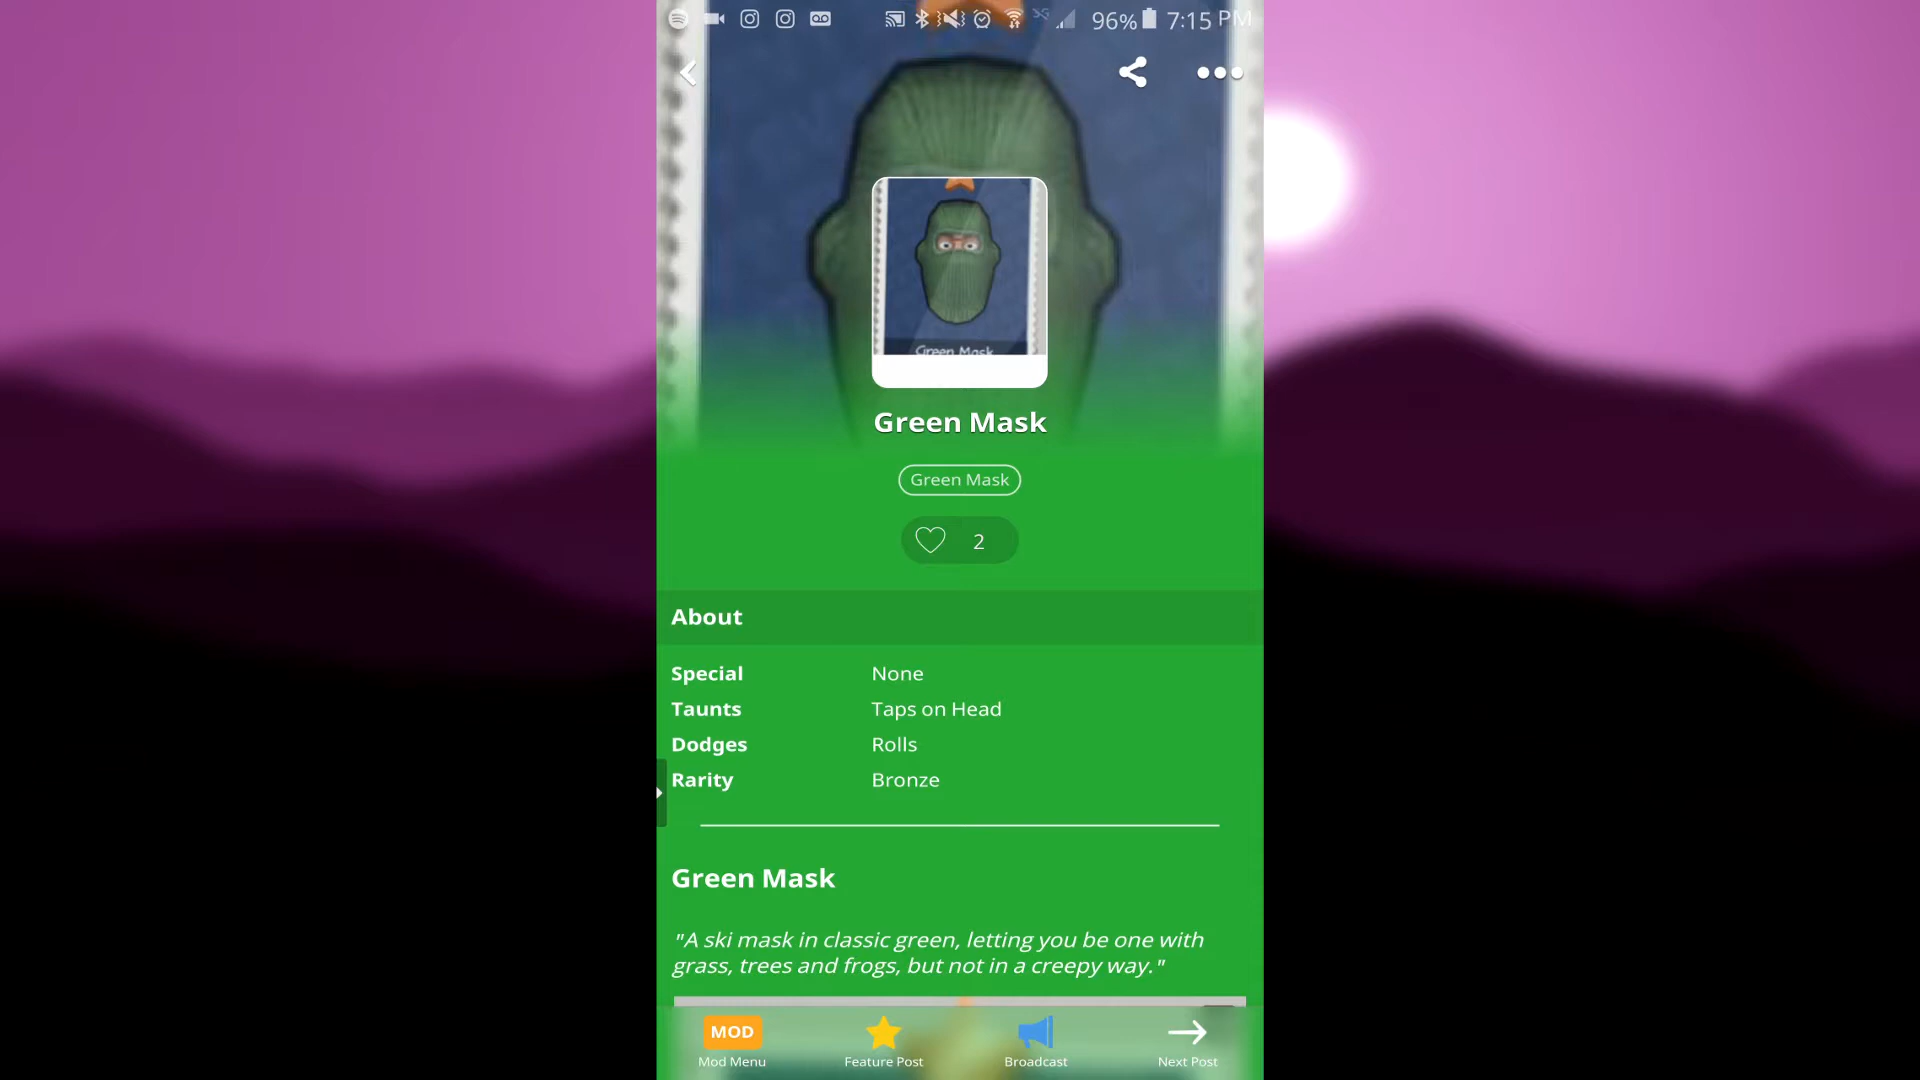 96% 7:15 PM
Green Mask
Green Mask
Green Mask
2
About
Special None
Taunts Taps on Head
Dodges Rolls
Rarity Bronze
Green Mask
"A ski mask in classic green, letting you be one with
grass, trees and frogs, but not in a creepy way."
MOD
Mod Menu Feature Post Broadcast Next Post